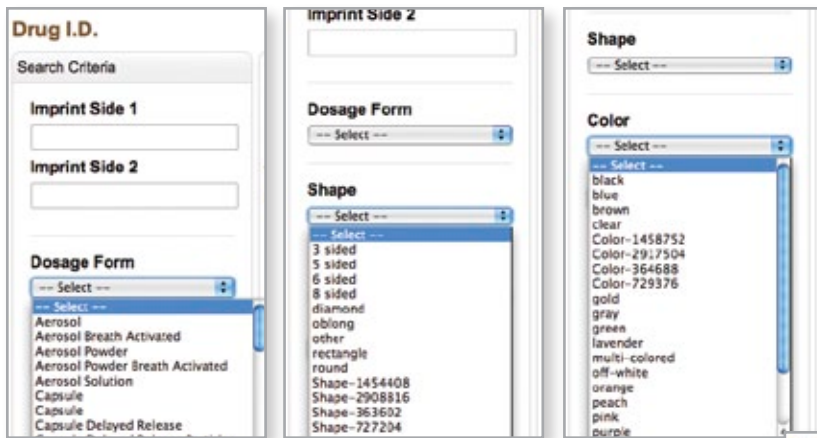 Drug I.D.
Search Criteria
Imprint Side 1
Imprint Side 2
Dosage Form
-- Select --
-- Select --
Aerosol
Aerosol Breath Activated
Aerosol Powder
Aerosol Powder Breath Activated
Aerosol Solution
Capsule
Capsule
Capsule Delayed Release
Imprint Side 2
Dosage Form
-- Select --
Shape
-- Select --
-- Select --
3 sided
5 sided
6 sided
8 sided
diamond
oblong
other
rectangle
round
Shape-1454408
Shape-2908816
Shape-363602
Shape-727204
Shape
-- Select --
Color
-- Select --
-- Select --
black
blue
brown
clear
Color-1458752
Color-2917504
Color-364688
Color-729376
gold
gray
green
lavender
multi-colored
off-white
orange
peach
pink
purple